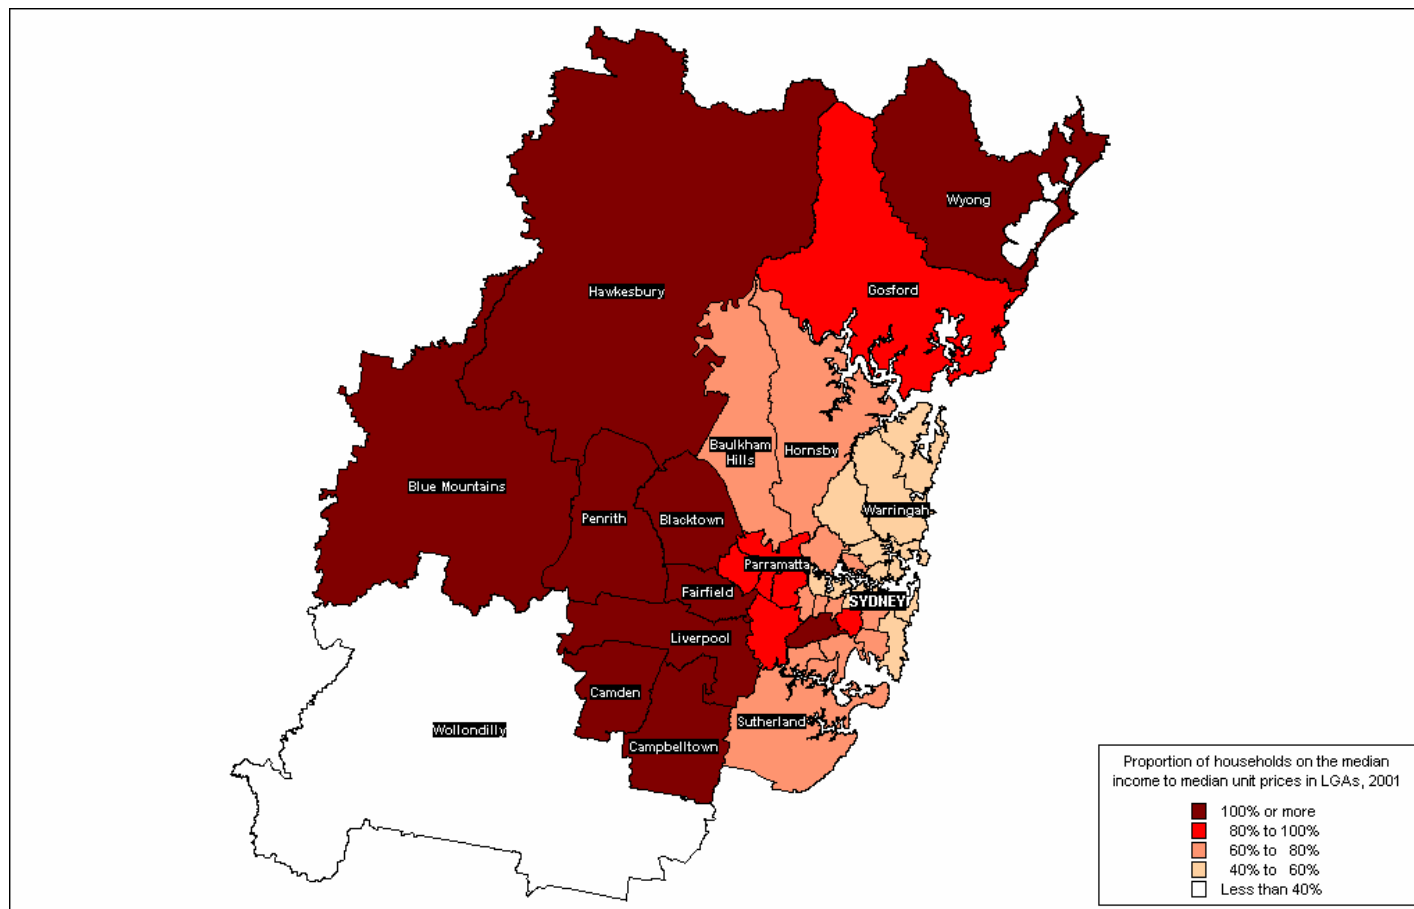 Wyong
Hawkesbury
Gosford
Baulkham
Hills
Hornsby
Blue Mountains
Penrith
Blacktown
Warringah
Parramatta
Fairfield
SYDNEY
Liverpool
Camden
Wollondilly
Sutherland
Campbelltown
Proportion of households on the median
income to median unit prices in LGAs, 2001
100% or more
80% to 100%
60% to 80%
40% to 60%
Less than 40%